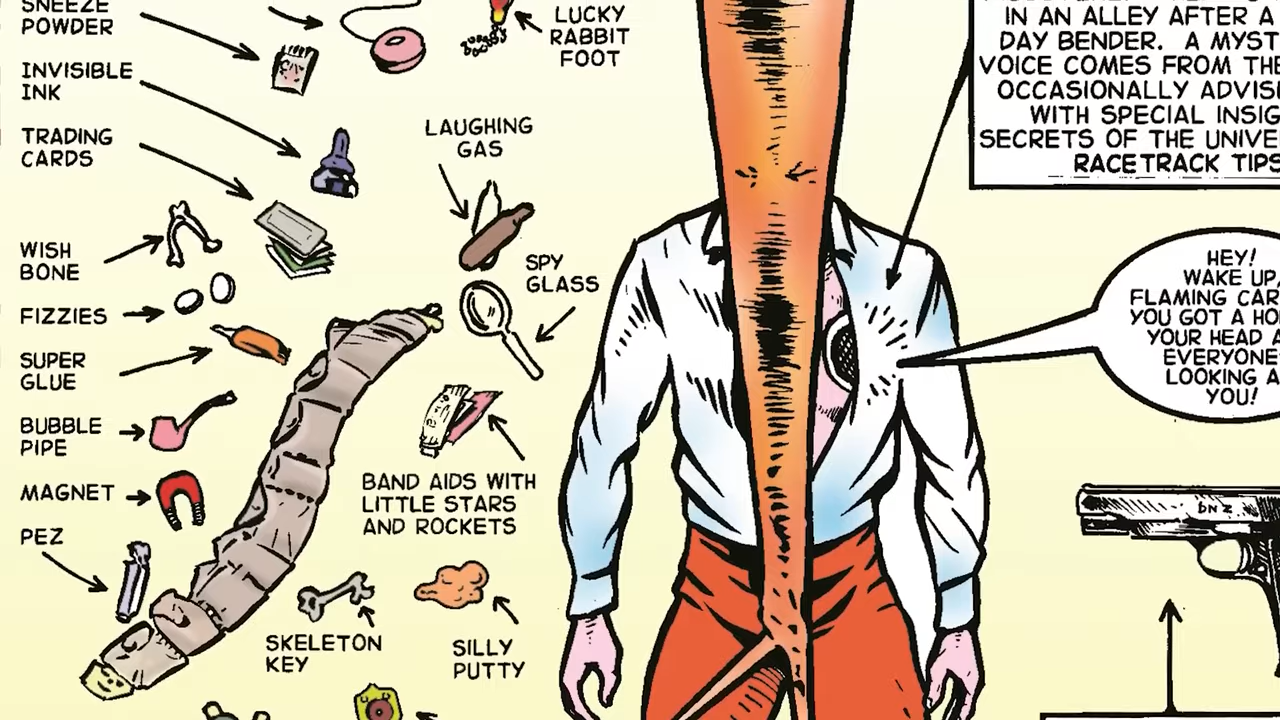 SNEEZE
POWDER
INVISIBLE
INK
TRADING
CARDS
WISH
BONE
FIZZIES
SUPER
GLUE
BUBBLE
PIPE
MAGNET
PEZ
LUCKY
RABBIT
FOOT
LAUGHING
GAS
SPY
GLASS
BAND AIDS WITH
LITTLE STARS
AND ROCKETS
SKELETON
KEY
SILLY
PUTTY
IN AN ALLEY AFTER A
DAY BENDER. A MYST
VOICE COMES FROM THE
OCCASIONALLY ADVIS
WITH SPECIAL INSIG
SECRETS OF THE UNIVE
RACETRACK TIPS
HEY!
WAKE UP,
FLAMING CAR
YOU GOT A HO
YOUR HEAD A
EVERYONE
LOOKING A
YOU!